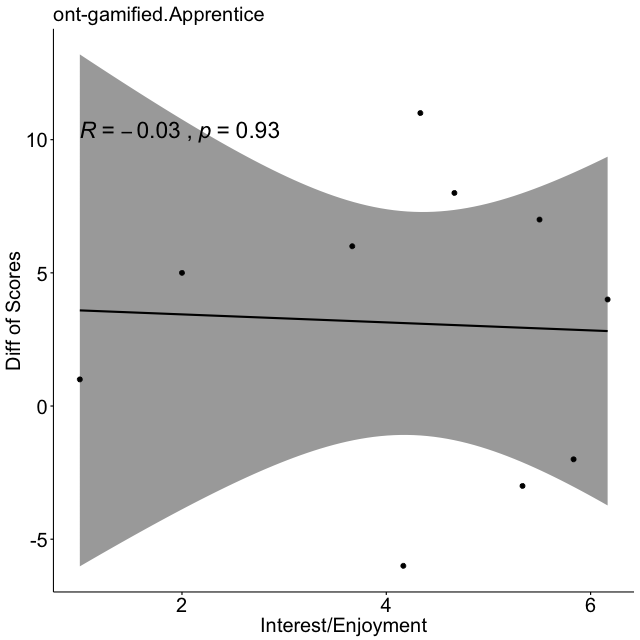 ont-gamified.Apprentice
R = − 0.03 , p = 0.93
10
5
0
-5
Diff of Scores
2 4 6
Interest/Enjoyment